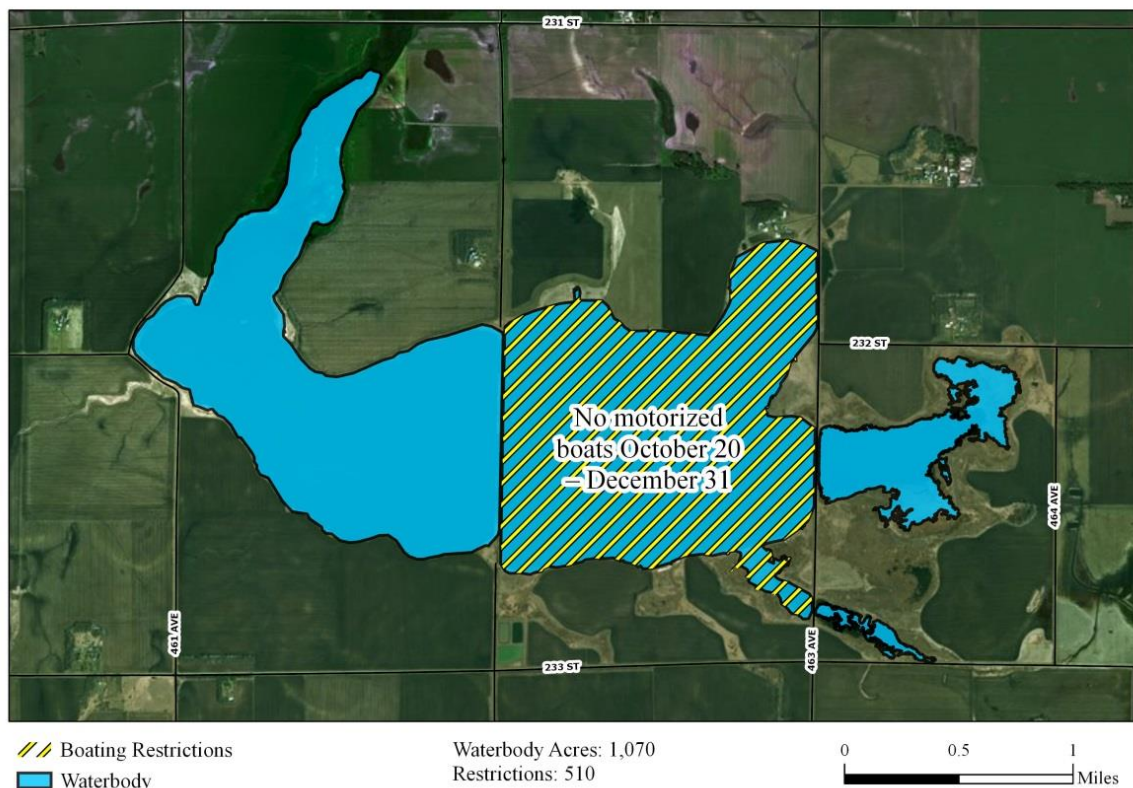 231 ST
232 ST
No motorized
boats October 20
– December 31
464 AVE
461 AVE
463 AVE
233 ST
Boating Restrictions
Waterbody
Waterbody Acres: 1,070
Restrictions: 510
0 0.5 1
Miles